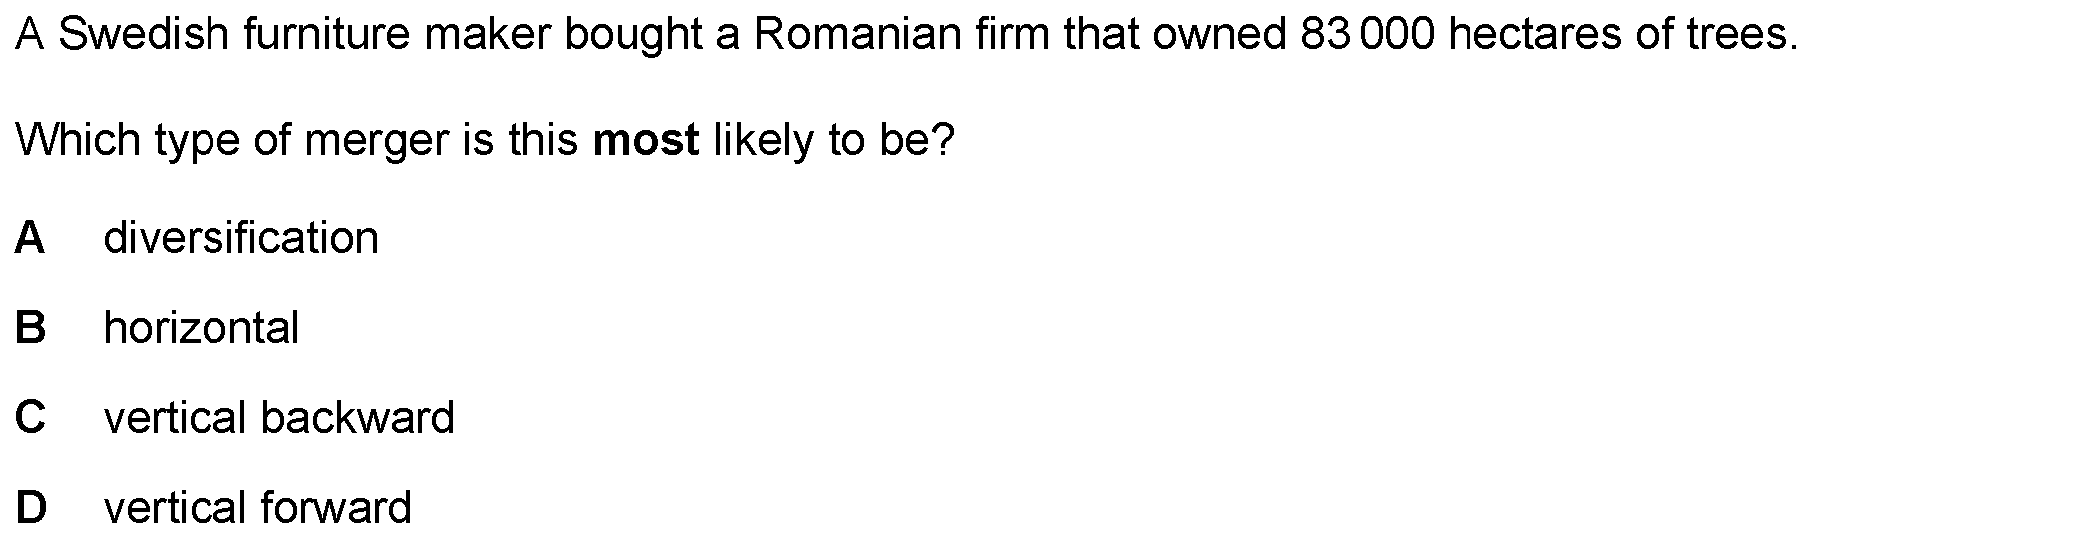 A Swedish furniture maker bought a Romanian firm that owned 83 000 hectares of trees.
Which type of merger is this most likely to be?
A diversification
B horizontal
C vertical backward
D vertical forward